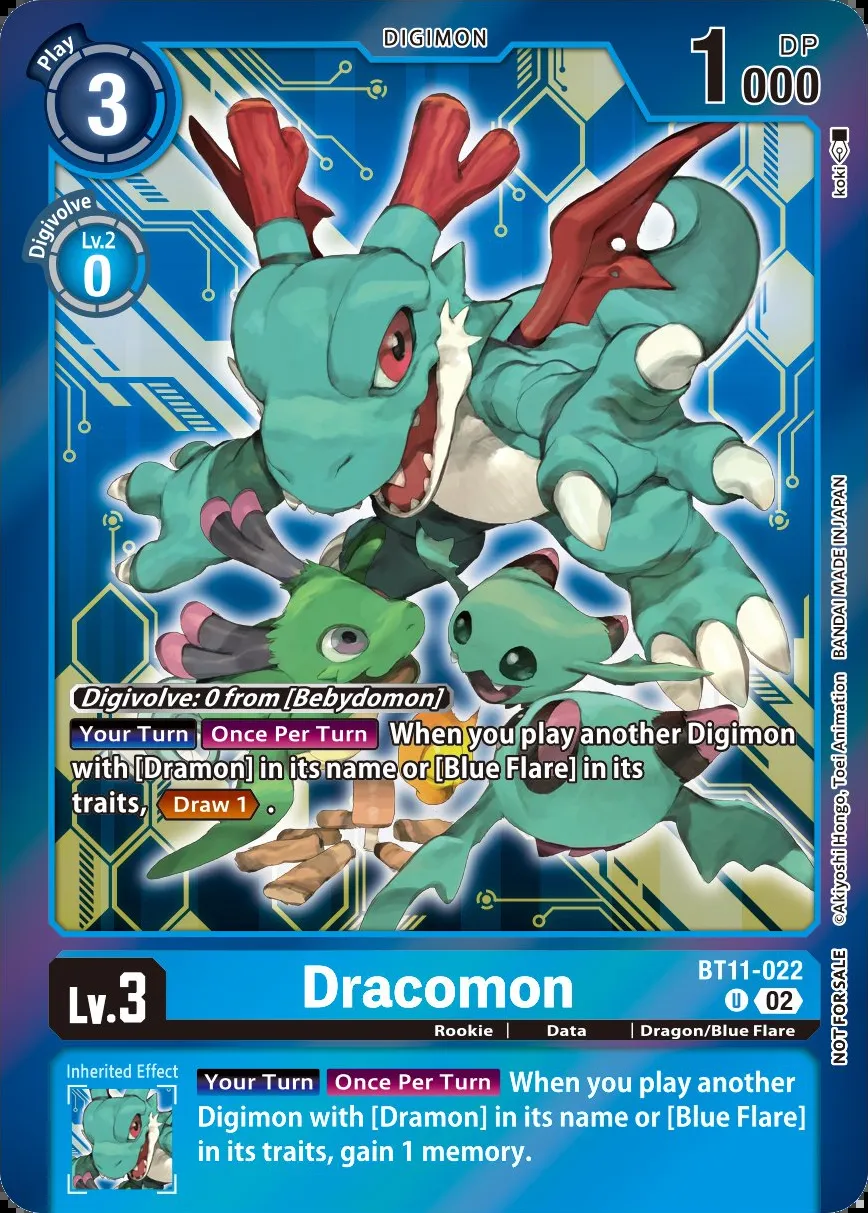 DIGIMON
Play
3
1000
DP
Digivolve
Lv.2
0
koki
Digivolve: 0 from [Bebydomon]
Your Turn Once Per Turn When you play another Digimon
with [Dramon] in its name or [Blue Flare] in its
traits, Draw 1 .
©Akiyoshi Hongo, Toei Animation BANDAI MADE IN JAPAN
NOT FOR SALE
Lv.3
Dracomon
BT11-022
U 02
Rookie | Data | Dragon/Blue Flare
Inherited Effect
Your Turn Once Per Turn When you play another
Digimon with [Dramon] in its name or [Blue Flare]
in its traits, gain 1 memory.